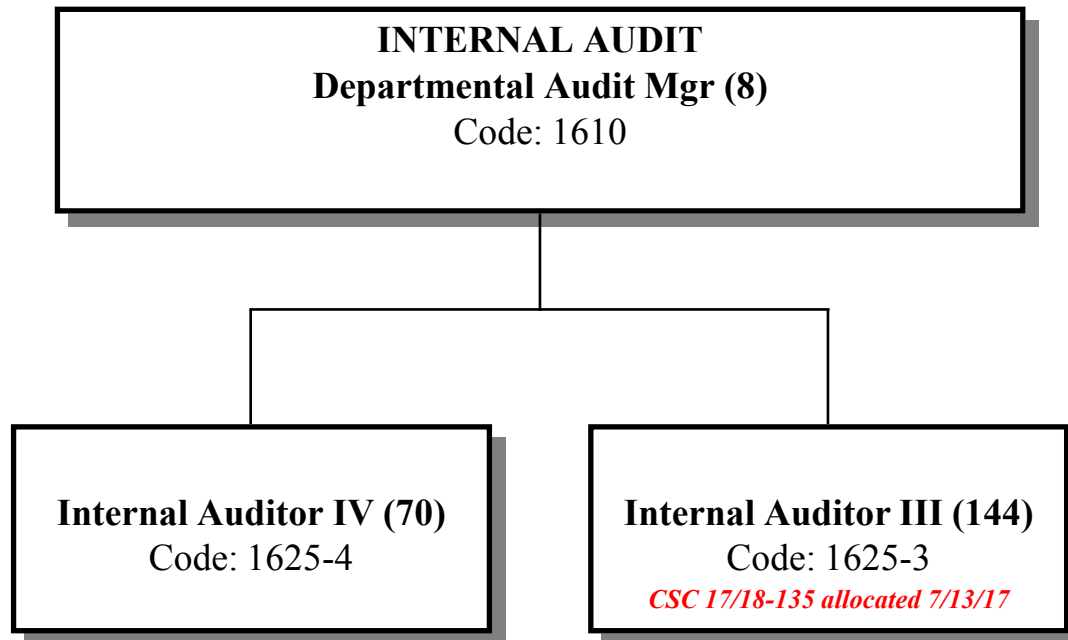 INTERNAL AUDIT
Departmental Audit Mgr (8)
Code: 1610
Internal Auditor IV (70)
Code: 1625-4
Internal Auditor III (144)
Code: 1625-3
CSC 17/18-135 allocated 7/13/17